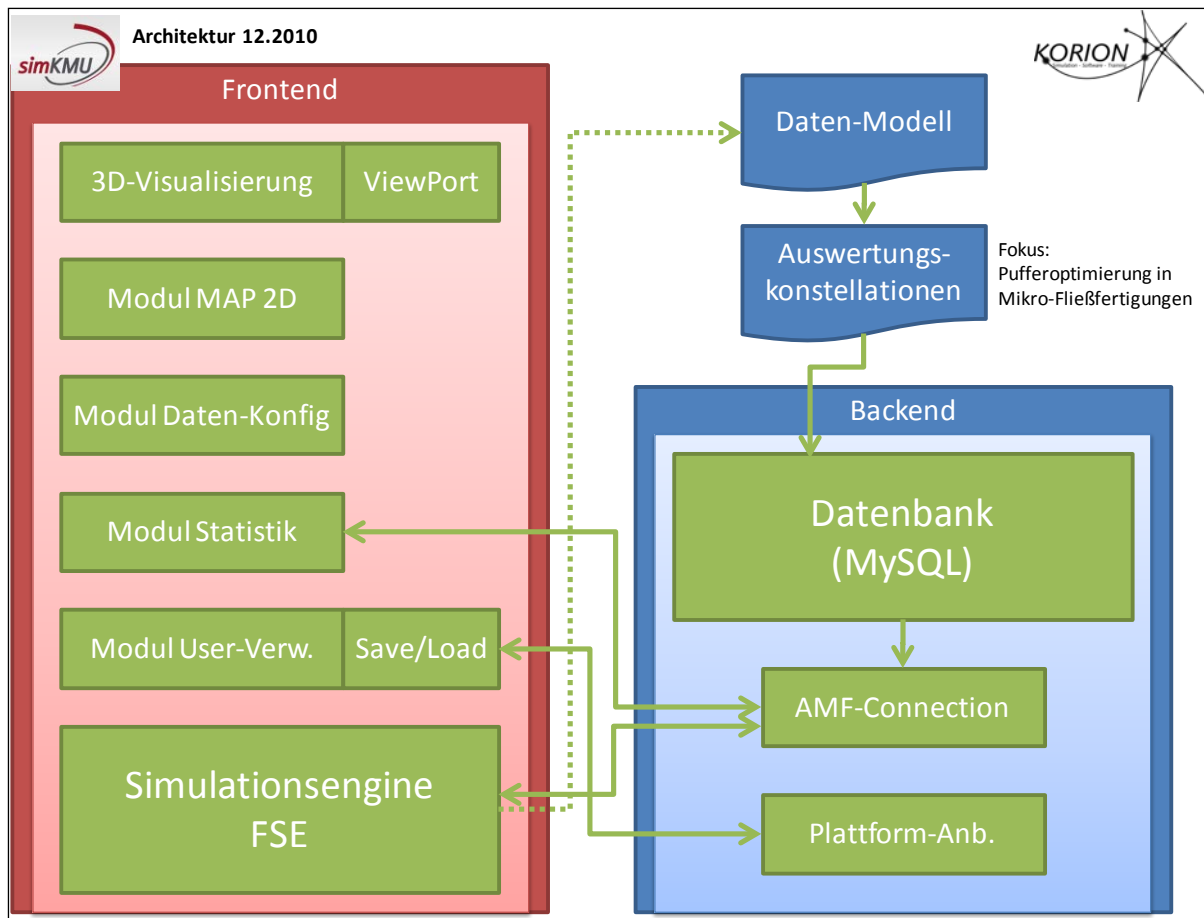 simKMU
Architektur 12.2010
KORION
Simulation - Software - Training
Frontend
3D-Visualisierung
ViewPort
Modul MAP 2D
Modul Daten-Konfig
Modul Statistik
Modul User-Verw.
Save/Load
Simulationsengine
FSE
Daten-Modell
Auswertungs-
konstellationen
Fokus:
Pufferoptimierung in
Mikro-Fließfertigungen
Backend
Datenbank
(MySQL)
AMF-Connection
Plattform-Anb.